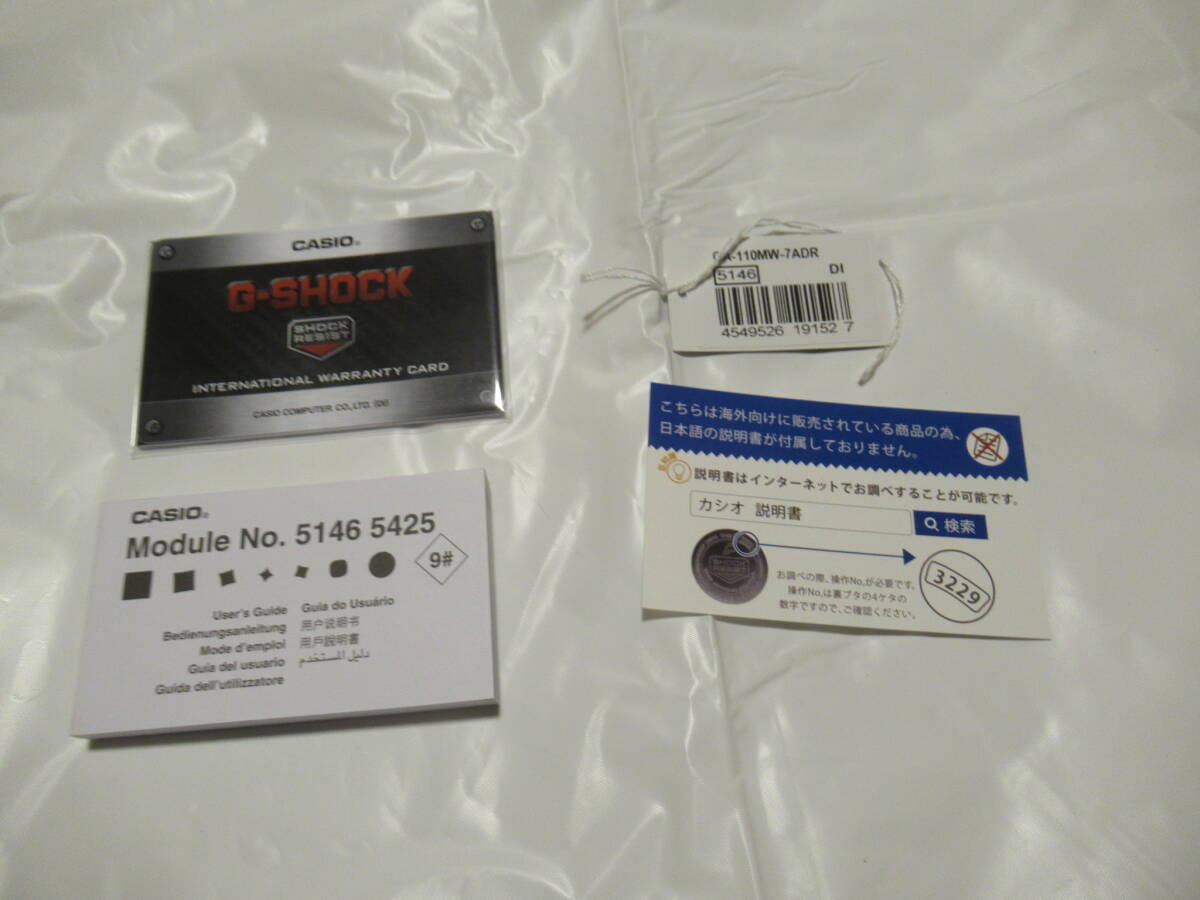 CASIO®
G-SHOCK
SHOCK
RESIST
INTERNATIONAL WARRANTY CARD
CASIO COMPUTER CO., LTD. (DI)
CASIO®
Module No. 5146 5425
9#
User's Guide
Bedienungsanleitung
Mode d'emploi
Guía del usuario
Guida dell'utilizzatore
Guia do Usuário
用户说明书
用戶說明書
دليل المستخدم
GA-110MW-7ADR
5146 DI
4549526 19152 7
こちらは海外向けに販売されている商品の為、
日本語の説明書が付属しておりません。
説明書はインターネットでお調べすることが可能です。
カシオ 説明書
検索
G-SHOCK
お調べの際、操作No.が必要です。
操作No.は裏ブタの4ケタの
数字ですので、ご確認ください。
3229